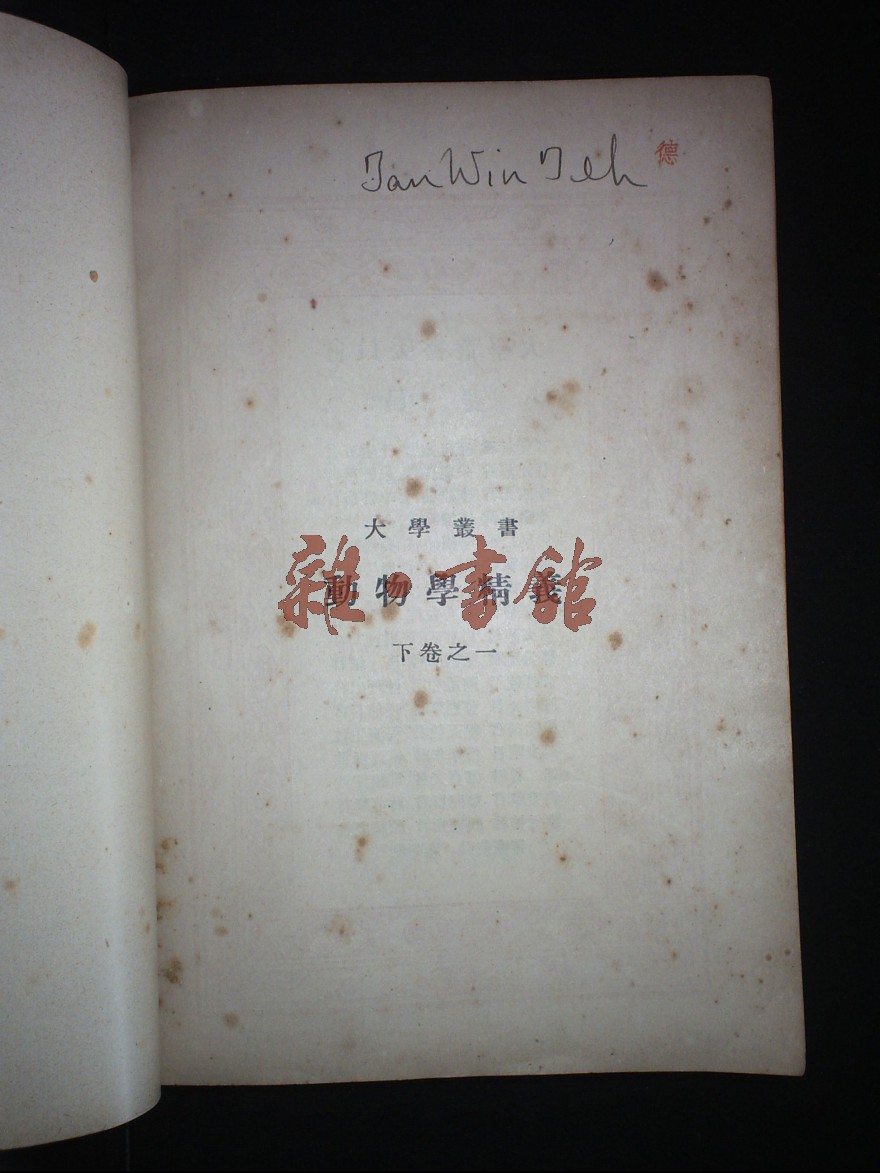 Tan Win Teh 德
大學叢書
動物學精義
雜·書館
下卷之一